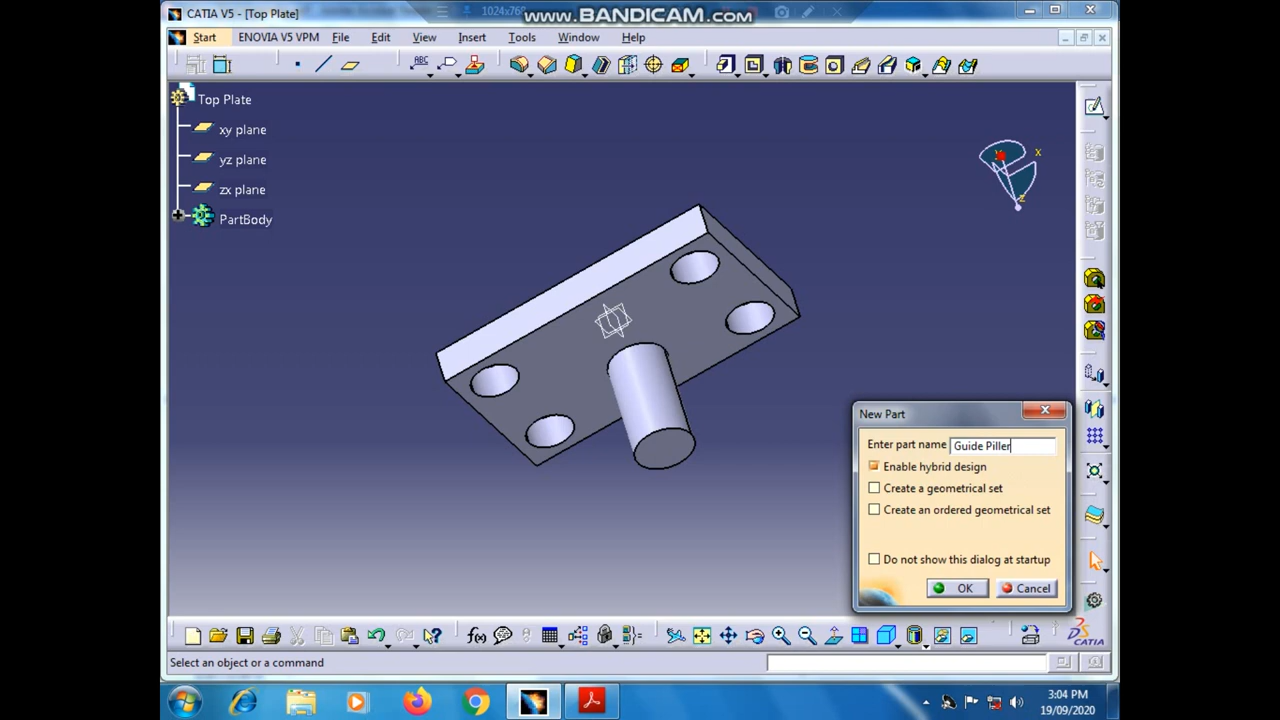 CATIA V5 - [Top Plate]
1024x768
www.BANDICAM.com
Start ENOVIA V5 VPM File Edit View Insert Tools Window Help
ABC
Top Plate
xy plane
yz plane
zx plane
PartBody
x
z
New Part
Enter part name Guide Piller
Enable hybrid design
Create a geometrical set
Create an ordered geometrical set
Do not show this dialog at startup
OK Cancel
f(x)
CATIA
Select an object or a command
3:04 PM
19/09/2020